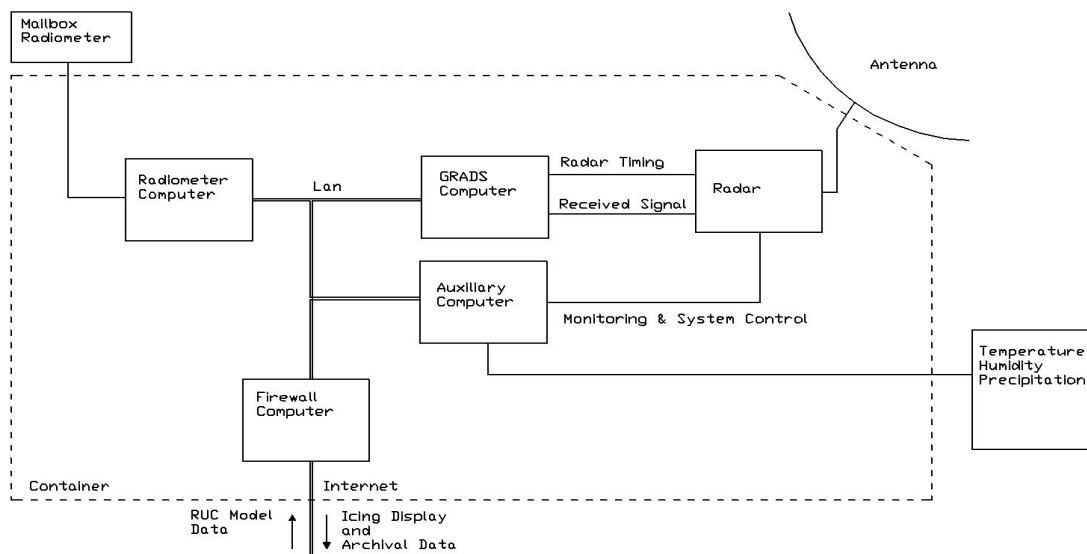 Mailbox
Radiometer
Antenna
Radiometer
Computer
Lan
GRADS
Computer
Radar Timing
Received Signal
Radar
Auxiliary
Computer
Monitoring & System Control
Temperature
Humidity
Precipitation
Firewall
Computer
Container
Internet
RUC Model
Data
Icing Display
and
Archival Data